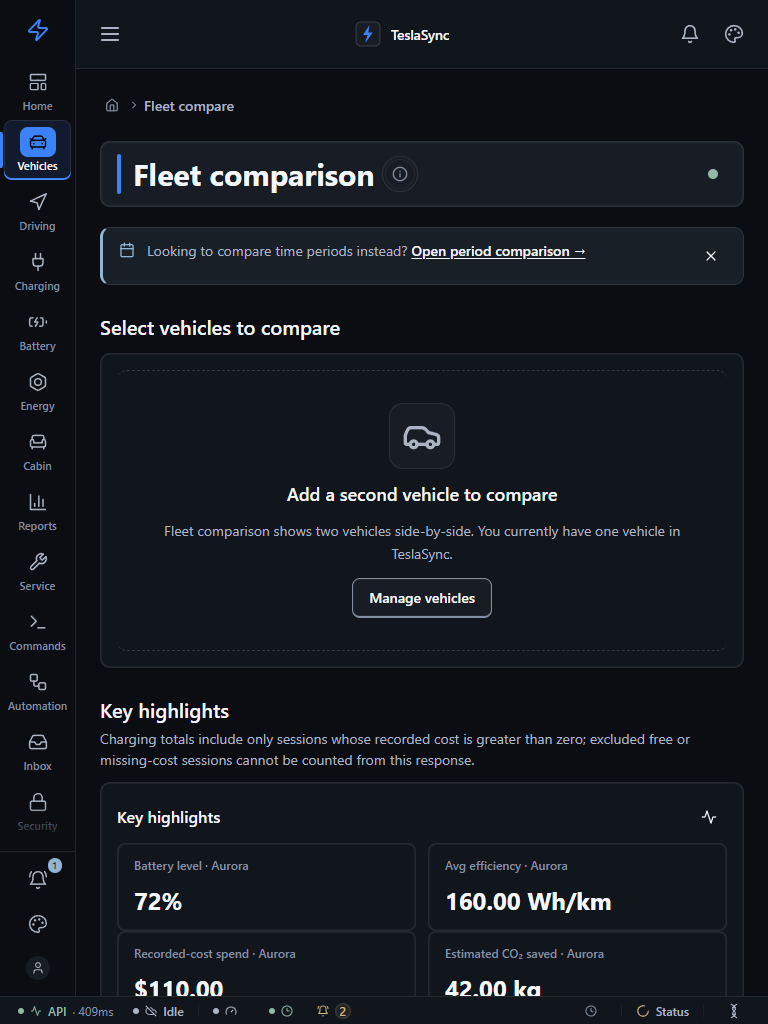 TeslaSync
Home
Vehicles
Driving
Charging
Battery
Energy
Cabin
Reports
Service
Commands
Automation
Inbox
Security
1
Fleet compare
Fleet comparison
Looking to compare time periods instead? Open period comparison →
Select vehicles to compare
Add a second vehicle to compare
Fleet comparison shows two vehicles side-by-side. You currently have one vehicle in
TeslaSync.
Manage vehicles
Key highlights
Charging totals include only sessions whose recorded cost is greater than zero; excluded free or
missing-cost sessions cannot be counted from this response.
Key highlights
Battery level · Aurora
72%
Avg efficiency · Aurora
160.00 Wh/km
Recorded-cost spend · Aurora
$110.00
Estimated CO₂ saved · Aurora
42.00 kg
API · 409ms
Idle
2
Status